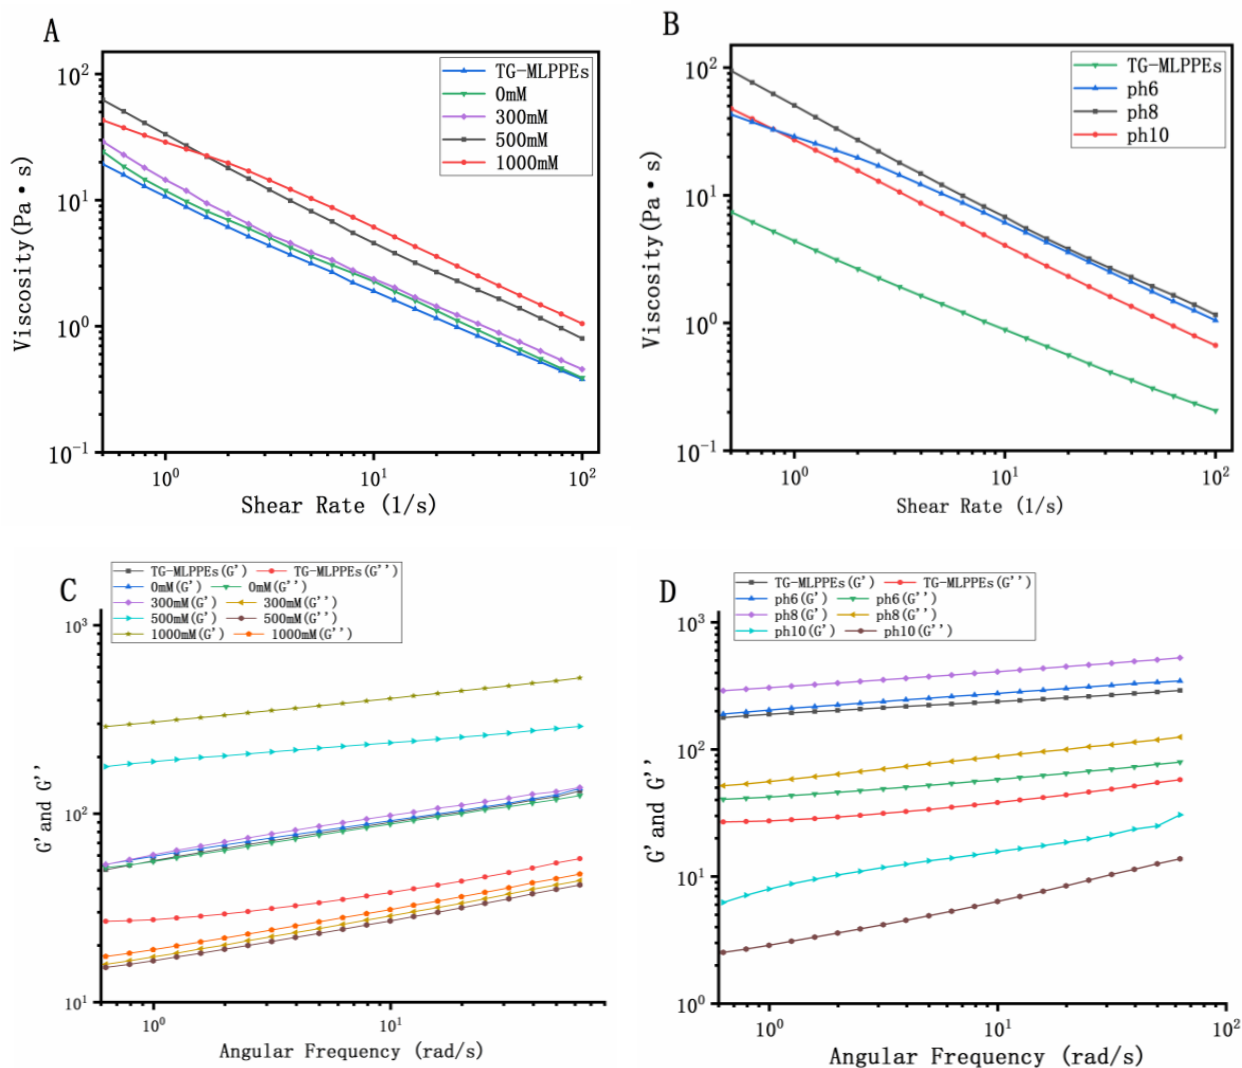 A
Viscosity(Pa•s)
10²
10¹
10⁰
10⁻¹
TG-MLPPEs
0mM
300mM
500mM
1000mM
10⁰ 10¹ 10²
Shear Rate (1/s)
B
Viscosity(Pa•s)
10²
10¹
10⁰
10⁻¹
TG-MLPPEs
ph6
ph8
ph10
10⁰ 10¹ 10²
Shear Rate (1/s)
C
TG-MLPPEs(G') TG-MLPPEs(G'')
0mM(G') 0mM(G'')
300mM(G') 300mM(G'')
500mM(G') 500mM(G'')
1000mM(G') 1000mM(G'')
G' and G''
10³
10²
10¹
10⁰ 10¹
Angular Frequency (rad/s)
D
TG-MLPPEs(G') TG-MLPPEs(G'')
ph6(G') ph6(G'')
ph8(G') ph8(G'')
ph10(G') ph10(G'')
G' and G''
10³
10²
10¹
10⁰
10⁰ 10¹ 10²
Angular Frequency (rad/s)